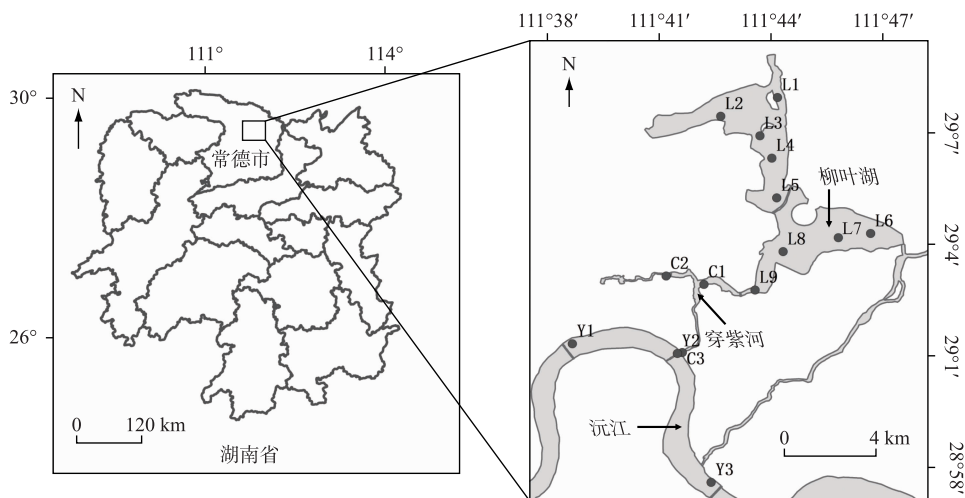 111°
114°
30°
N
常德市
26°
0
120 km
湖南省
111°38′
111°41′
111°44′
111°47′
N
L1
L2
L3
L4
29°7′
柳叶湖
L5
L6
L7
L8
29°4′
C2
C1
L9
穿紫河
Y1
Y2
C3
29°1′
沅江
0
4 km
Y3
28°58′